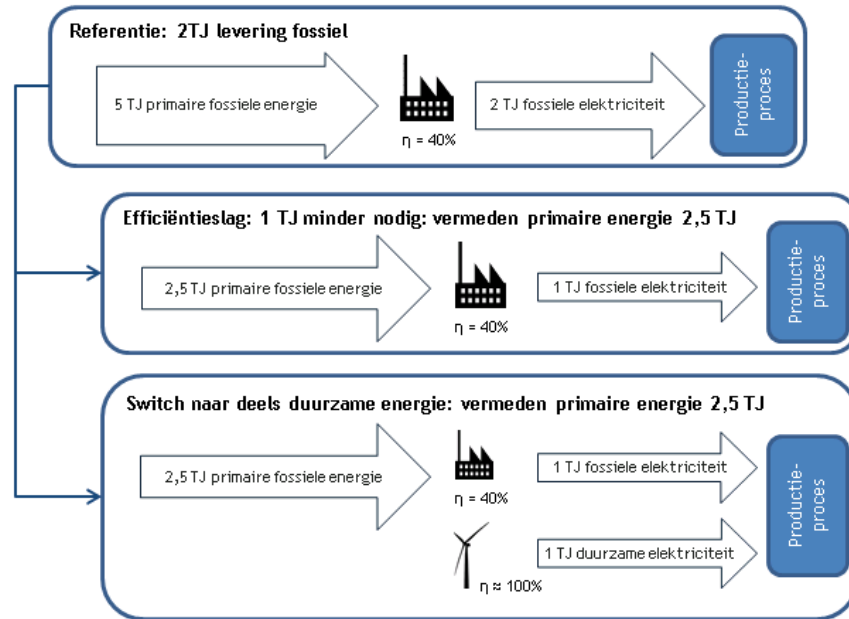 Referentie: 2TJ levering fossiel
5 TJ primaire fossiele energie
η = 40%
2 TJ fossiele elektriciteit
Productie-
proces
Efficiëntieslag: 1 TJ minder nodig: vermeden primaire energie 2,5 TJ
2,5 TJ primaire fossiele energie
η = 40%
1 TJ fossiele elektriciteit
Productie-
proces
Switch naar deels duurzame energie: vermeden primaire energie 2,5 TJ
2,5 TJ primaire fossiele energie
η = 40%
1 TJ fossiele elektriciteit
η ≈ 100%
1 TJ duurzame elektriciteit
Productie-
proces